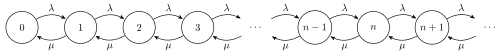 λ λ λ λ λ λ λ λ
0 1 2 3 ··· n − 1 n n + 1 ···
μ μ μ μ μ μ μ μ